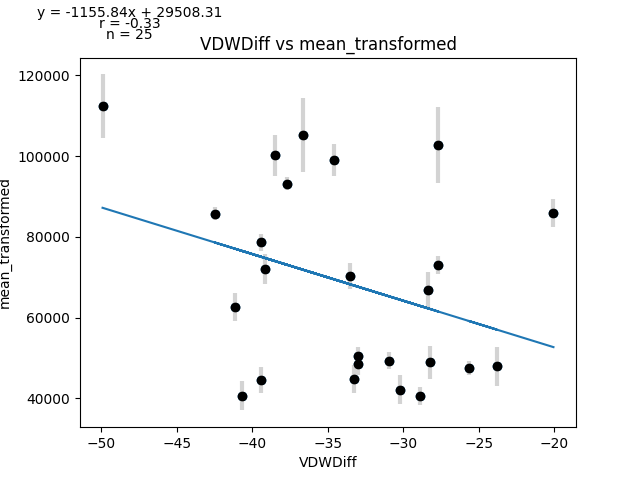 y = -1155.84x + 29508.31
r = -0.33
n = 25
VDWDiff vs mean_transformed
120000
100000
80000
60000
40000
mean_transformed
−50
−45
−40
−35
−30
−25
−20
VDWDiff